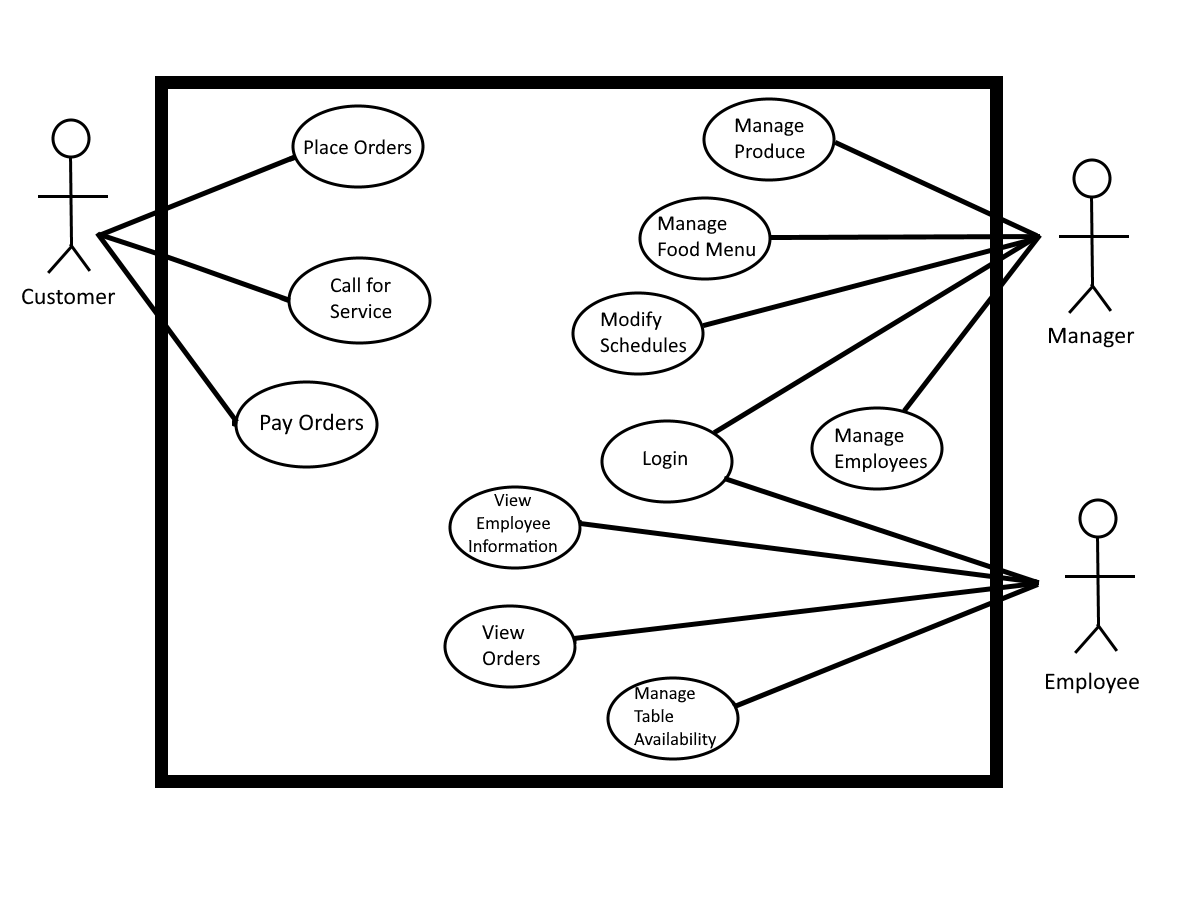 Place Orders
Call for
Service
Pay Orders
Customer
Manage
Produce
Manage
Food Menu
Modify
Schedules
Login
Manage
Employees
Manager
View
Employee
Information
View
Orders
Manage
Table
Availability
Employee